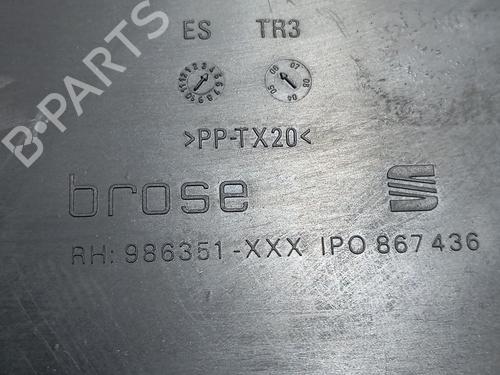 ES TR3
>PP-TX20<
brose
RH: 986351-XXX IPO 867 436
B-PARTS